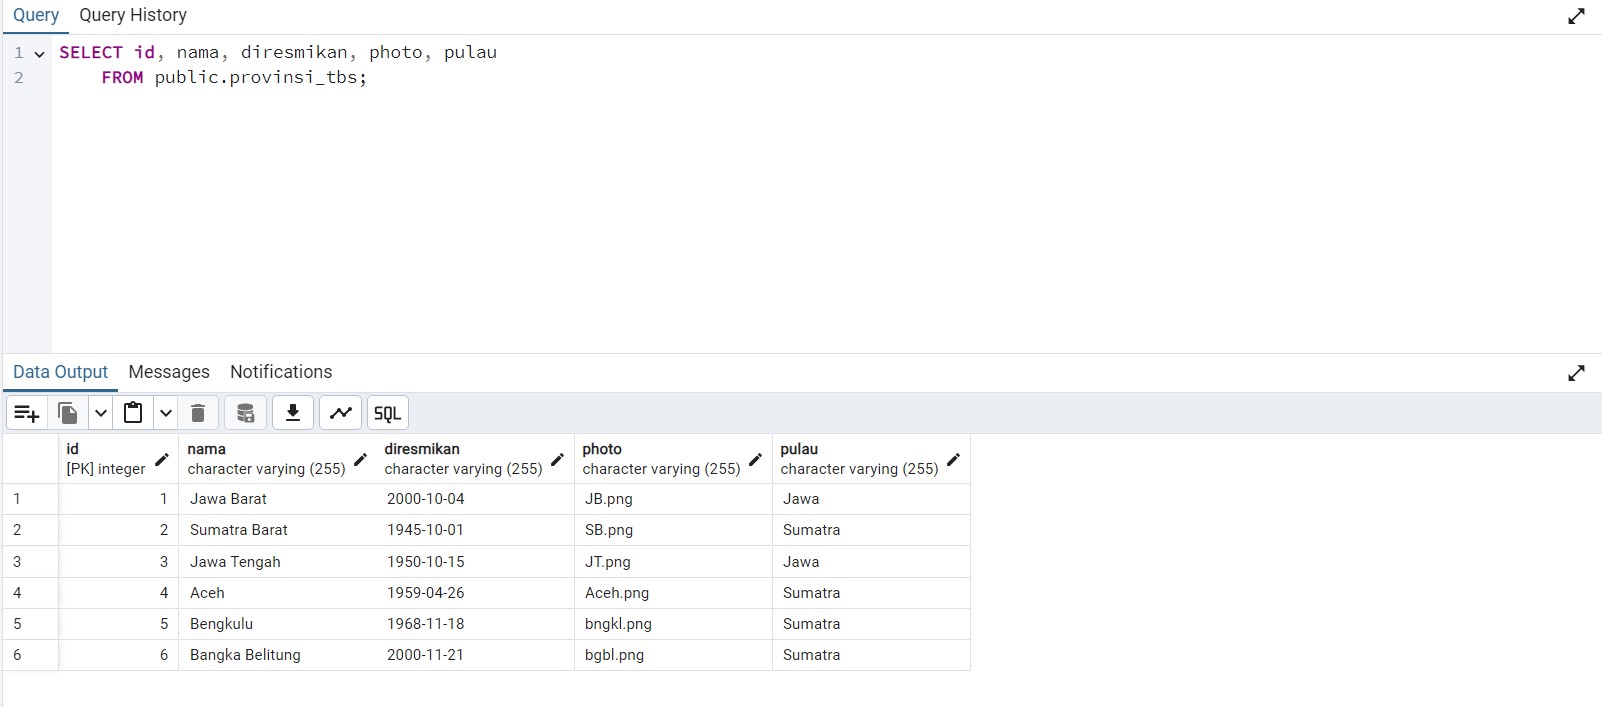 Query Query History
1 SELECT id, nama, diresmikan, photo, pulau
2 FROM public.provinsi_tbs;
Data Output Messages Notifications
SQL
id nama diresmikan photo pulau
[PK] integer character varying (255) character varying (255) character varying (255) character varying (255)
1 1 Jawa Barat 2000-10-04 JB.png Jawa
2 2 Sumatra Barat 1945-10-01 SB.png Sumatra
3 3 Jawa Tengah 1950-10-15 JT.png Jawa
4 4 Aceh 1959-04-26 Aceh.png Sumatra
5 5 Bengkulu 1968-11-18 bngkl.png Sumatra
6 6 Bangka Belitung 2000-11-21 bgbl.png Sumatra